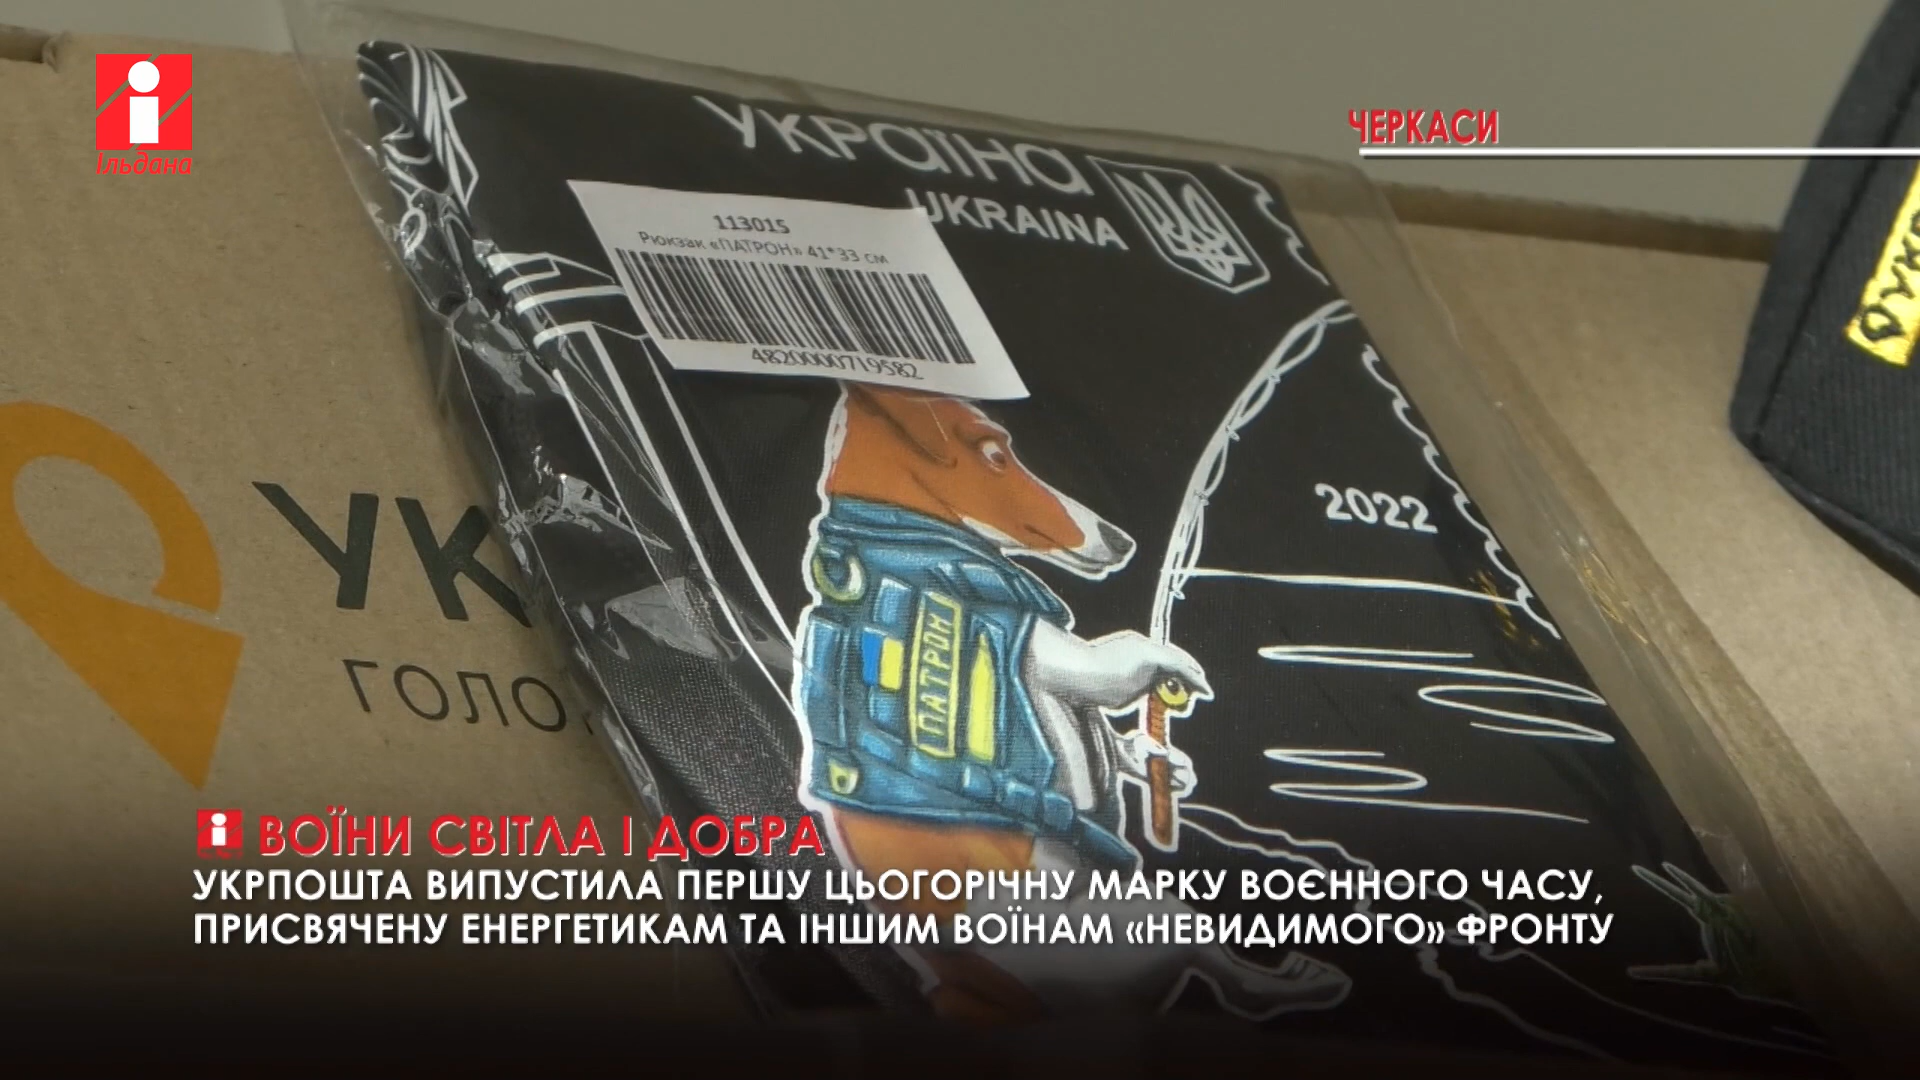 Ільдана
ЧЕРКАСИ
Україна
UKRAINA
113015
Рюкзак «ПАТРОН» 41*33 см
4820000719582
2022
ПАТРОН
УК
ГОЛО
ВОЇНИ СВІТЛА І ДОБРА
УКРПОШТА ВИПУСТИЛА ПЕРШУ ЦЬОГОРІЧНУ МАРКУ ВОЄННОГО ЧАСУ,
ПРИСВЯЧЕНУ ЕНЕРГЕТИКАМ ТА ІНШИМ ВОЇНАМ «НЕВИДИМОГО» ФРОНТУ